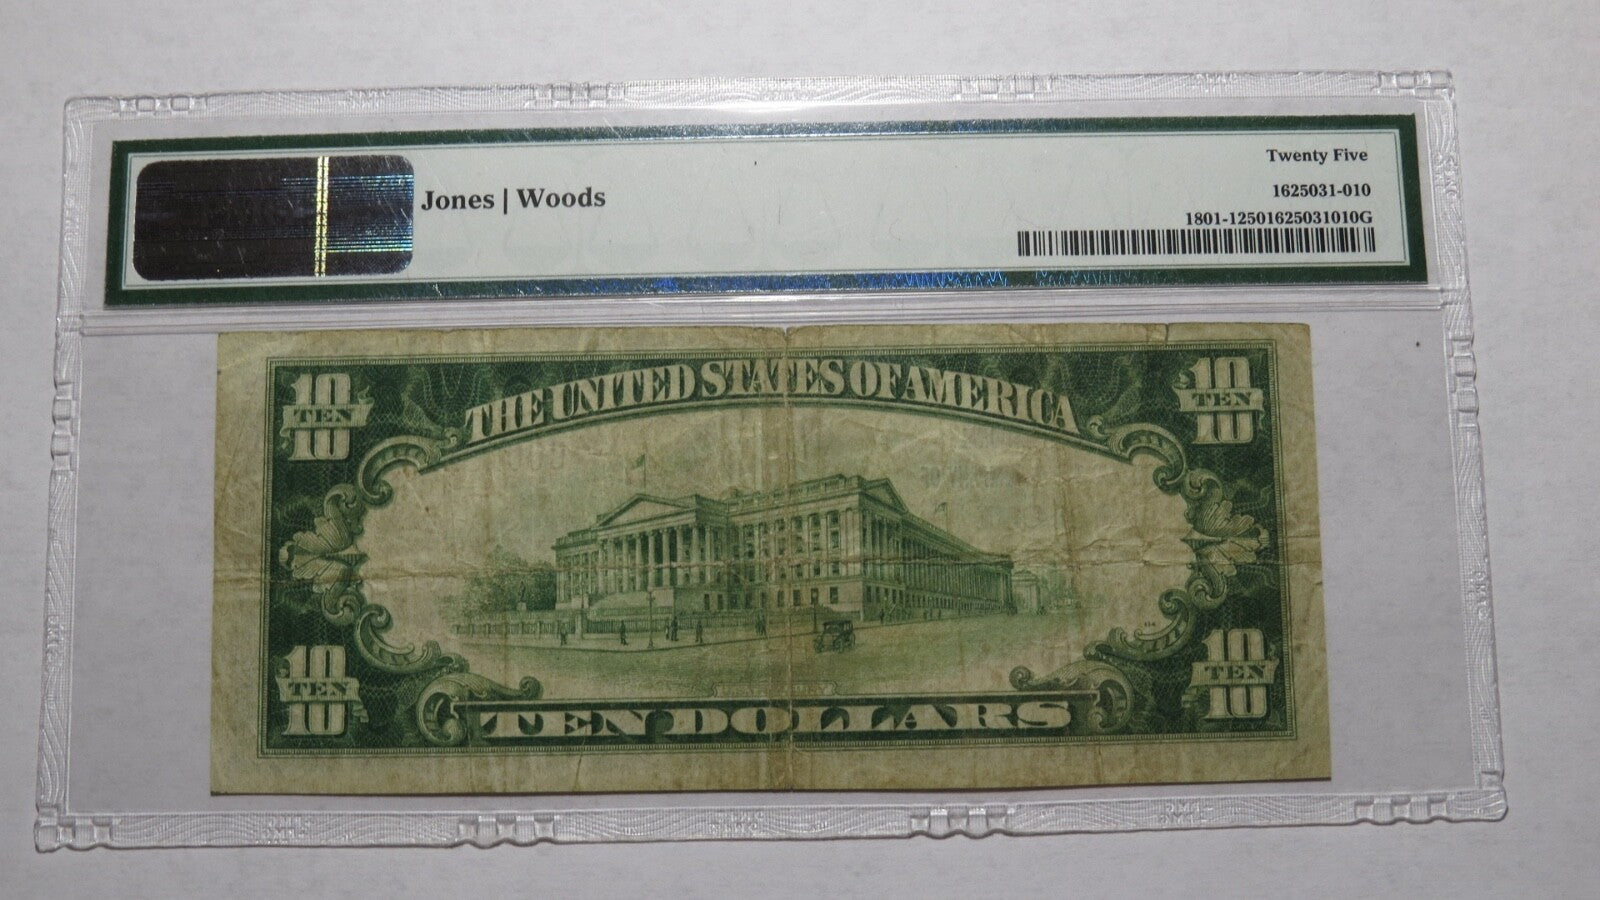 Twenty Five
Jones | Woods
1625031-010
1801-12501625031010G
THE UNITED STATES OF AMERICA
10 TEN 10
10 TEN 10
10 TEN 10
10 TEN 10
TEN DOLLARS